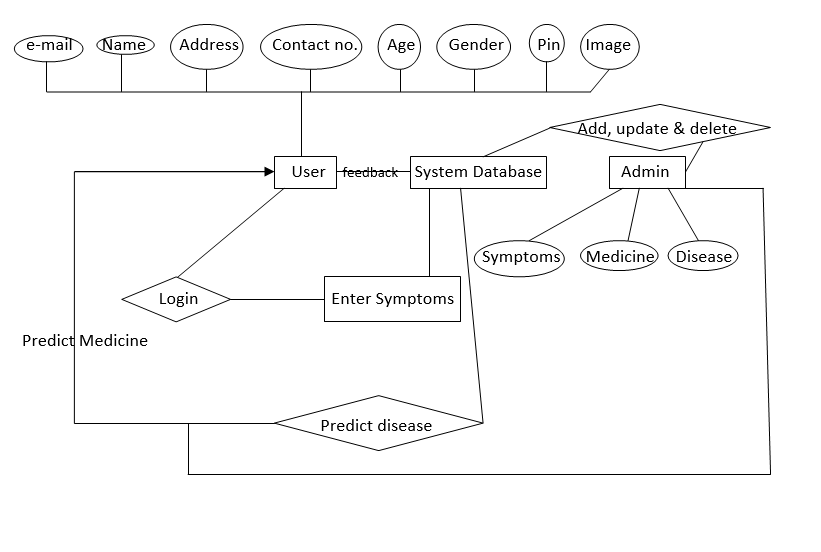 e-mail
Name
Address
Contact no.
Age
Gender
Pin
Image
Add, update & delete
User
feedback
System Database
Admin
Symptoms
Medicine
Disease
Login
Enter Symptoms
Predict Medicine
Predict disease